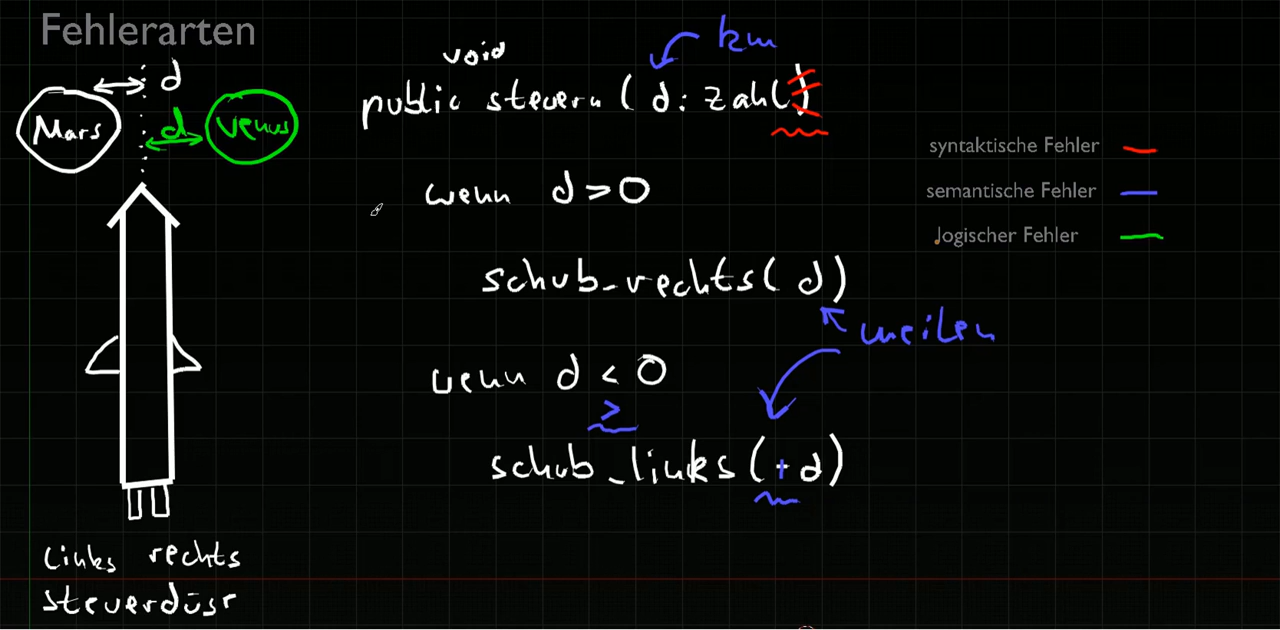 Fehlerarten
d
Mars
d
Venus
links rechts
steuerdüse
void
km
public steuern ( d: Zahl )
wenn d > 0
schub_rechts( d )
meilen
wenn d < 0
>
schub_links ( + d )
syntaktische Fehler
semantische Fehler
logischer Fehler